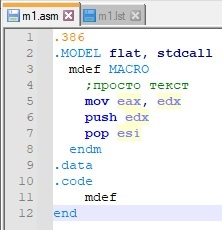 m1.asm m1.lst
1 .386
2 .MODEL flat, stdcall
3 mdef MACRO
4 ;просто текст
5 mov eax, edx
6 push edx
7 pop esi
8 endm
9 .data
10 .code
11 mdef
12 end